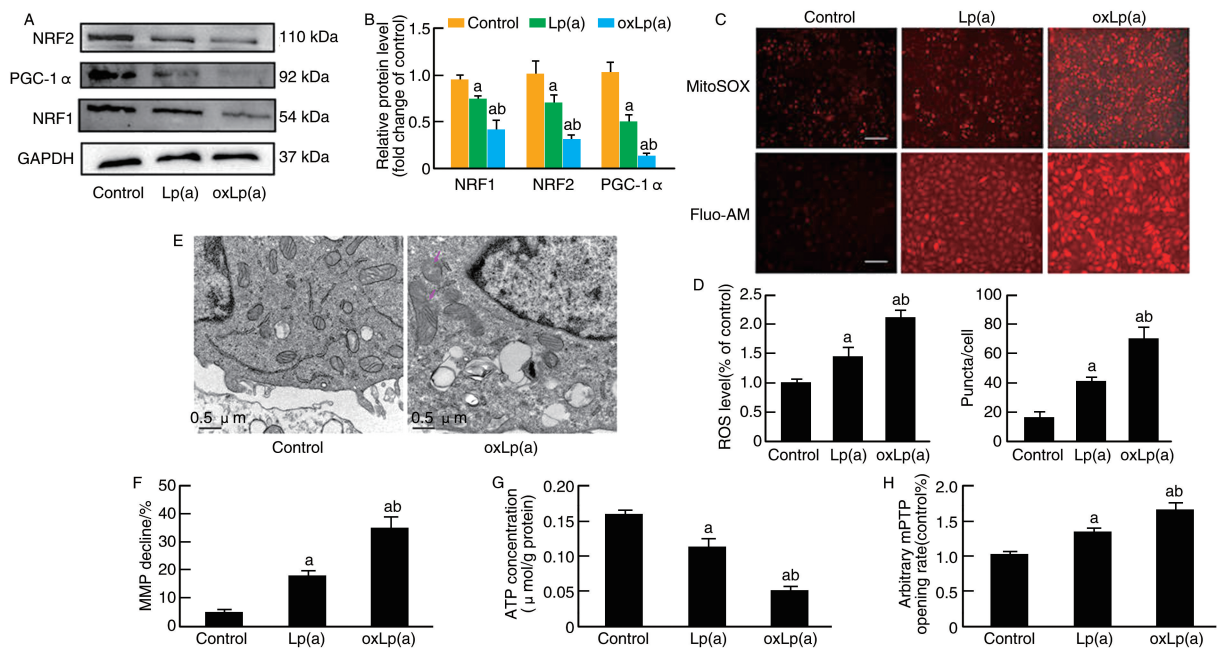 A
NRF2
110 kDa
PGC-1 α
92 kDa
NRF1
54 kDa
GAPDH
37 kDa
Control Lp(a) oxLp(a)
B
Control Lp(a) oxLp(a)
Relative protein level
(fold change of control)
1.5
1.0
0.5
0
a
ab
a
ab
a
ab
NRF1 NRF2 PGC-1 α
C
Control Lp(a) oxLp(a)
MitoSOX
Fluo-AM
E
0.5 μ m
0.5 μ m
Control oxLp(a)
D
ROS level(% of control)
2.5
2.0
1.5
1.0
0.5
0
a
ab
Control Lp(a) oxLp(a)
Puncta/cell
100
80
60
40
20
0
a
ab
Control Lp(a) oxLp(a)
F
MMP decline/%
50
40
30
20
10
0
a
ab
Control Lp(a) oxLp(a)
G
ATP concentration
( μ mol/g protein)
0.20
0.15
0.10
0.05
0
a
ab
Control Lp(a) oxLp(a)
H
Arbitrary mPTP
opening rate(control%)
2.0
1.5
1.0
0.5
0
a
ab
Control Lp(a) oxLp(a)